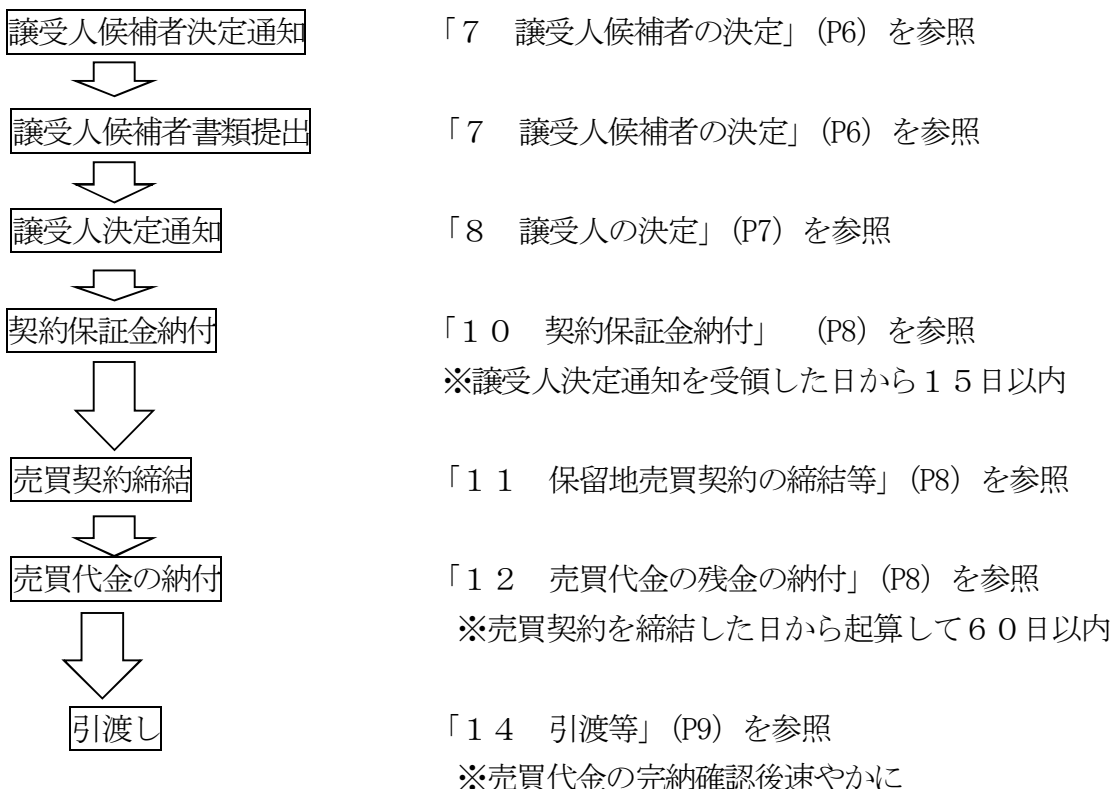 譲受人候補者決定通知　「７　譲受人候補者の決定」(P6) を参照
譲受人候補者書類提出　「７　譲受人候補者の決定」(P6) を参照
譲受人決定通知　「８　譲受人の決定」(P7) を参照
契約保証金納付　「１０　契約保証金納付」　(P8) を参照
※譲受人決定通知を受領した日から１５日以内
売買契約締結　「１１　保留地売買契約の締結等」(P8) を参照
売買代金の納付　「１２　売買代金の残金の納付」(P8) を参照
※売買契約を締結した日から起算して６０日以内
引渡し　「１４　引渡等」(P9) を参照
※売買代金の完納確認後速やかに